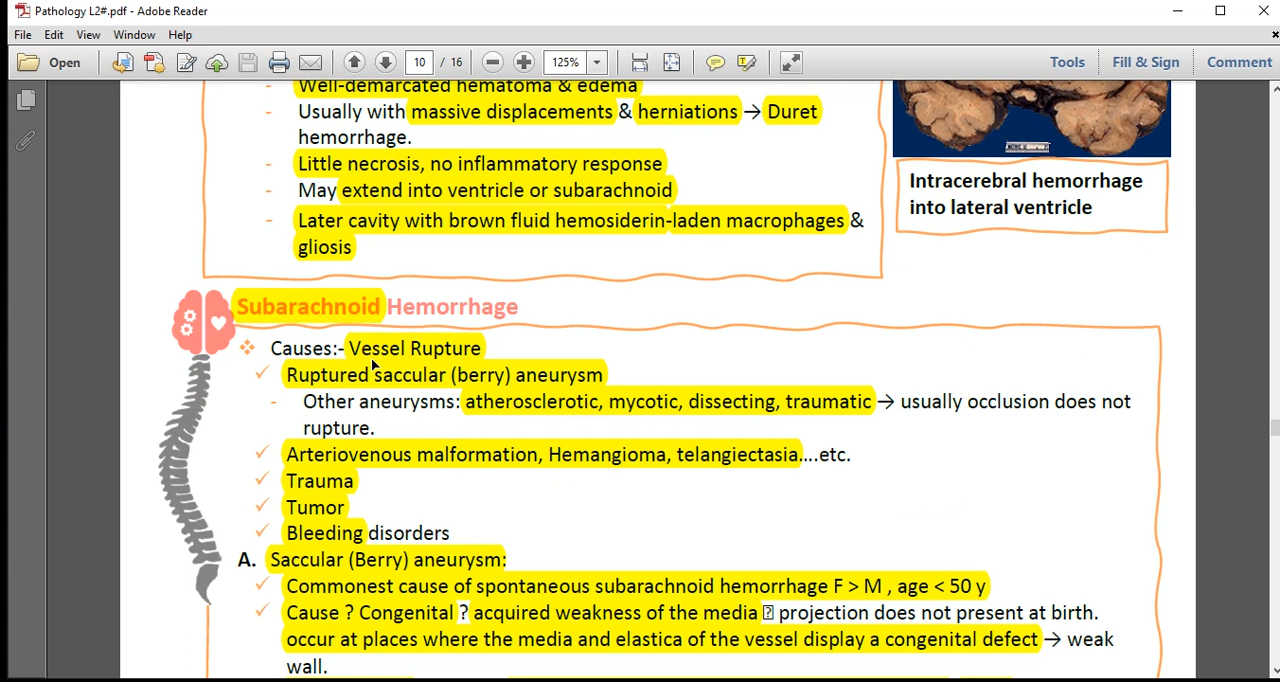 Pathology L2#.pdf - Adobe Reader
File Edit View Window Help
Open 10 / 16 125% Tools Fill & Sign Comment
- Well-demarcated hematoma & edema
- Usually with massive displacements & herniations → Duret
hemorrhage.
- Little necrosis, no inflammatory response
- May extend into ventricle or subarachnoid
- Later cavity with brown fluid hemosiderin-laden macrophages &
gliosis
Intracerebral hemorrhage
into lateral ventricle
Subarachnoid Hemorrhage
❖ Causes:- Vessel Rupture
✓ Ruptured saccular (berry) aneurysm
- Other aneurysms: atherosclerotic, mycotic, dissecting, traumatic → usually occlusion does not
rupture.
✓ Arteriovenous malformation, Hemangioma, telangiectasia....etc.
✓ Trauma
✓ Tumor
✓ Bleeding disorders
A. Saccular (Berry) aneurysm:
✓ Commonest cause of spontaneous subarachnoid hemorrhage F > M , age < 50 y
✓ Cause ? Congenital ? acquired weakness of the media projection does not present at birth.
occur at places where the media and elastica of the vessel display a congenital defect → weak
wall.